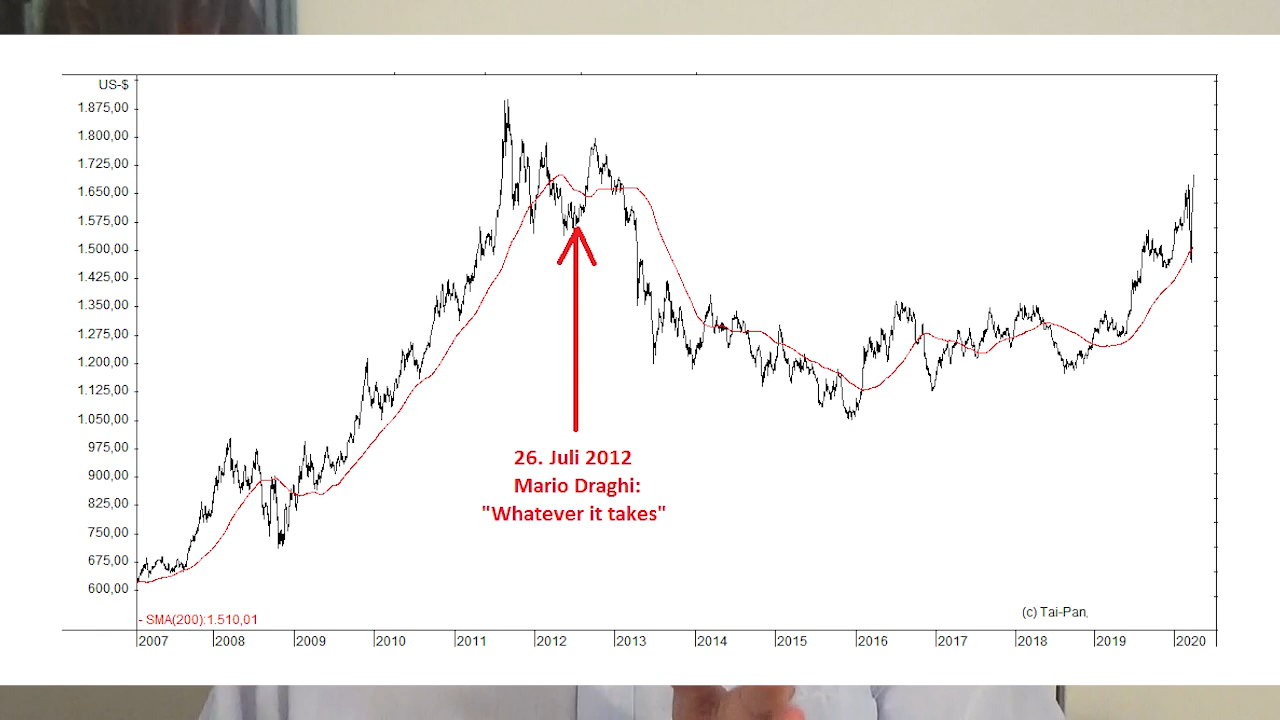 US-$
1.875,00
1.800,00
1.725,00
1.650,00
1.575,00
1.500,00
1.425,00
1.350,00
1.275,00
1.200,00
1.125,00
1.050,00
975,00
900,00
825,00
750,00
675,00
600,00
26. Juli 2012
Mario Draghi:
"Whatever it takes"
- SMA(200):1.510,01
(c) Tai-Pan,
2007 2008 2009 2010 2011 2012 2013 2014 2015 2016 2017 2018 2019 2020